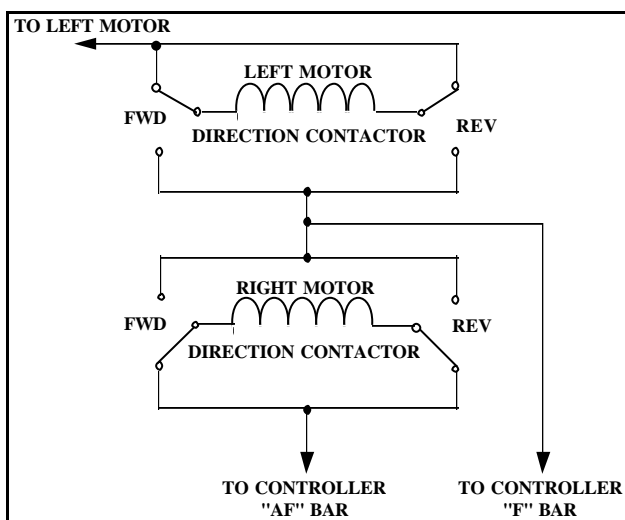 TO LEFT MOTOR
LEFT MOTOR
FWD
DIRECTION CONTACTOR
REV
RIGHT MOTOR
FWD
REV
DIRECTION CONTACTOR
TO CONTROLLER
"AF" BAR
TO CONTROLLER
"F" BAR